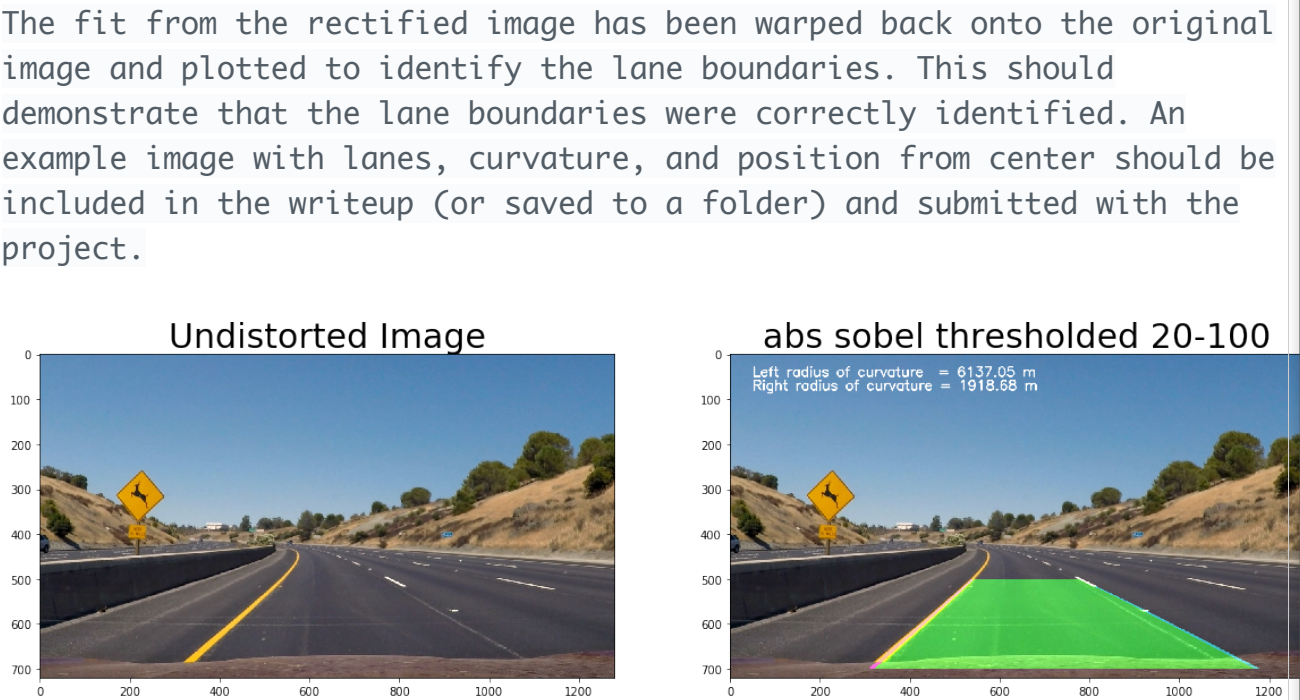 The fit from the rectified image has been warped back onto the original
image and plotted to identify the lane boundaries. This should
demonstrate that the lane boundaries were correctly identified. An
example image with lanes, curvature, and position from center should be
included in the writeup (or saved to a folder) and submitted with the
project.
Undistorted Image
0
100
200
300
400
500
600
700
0 200 400 600 800 1000 1200
abs sobel thresholded 20-100
Left radius of curvature = 6137.05 m
Right radius of curvature = 1918.68 m
0
100
200
300
400
500
600
700
0 200 400 600 800 1000 1200